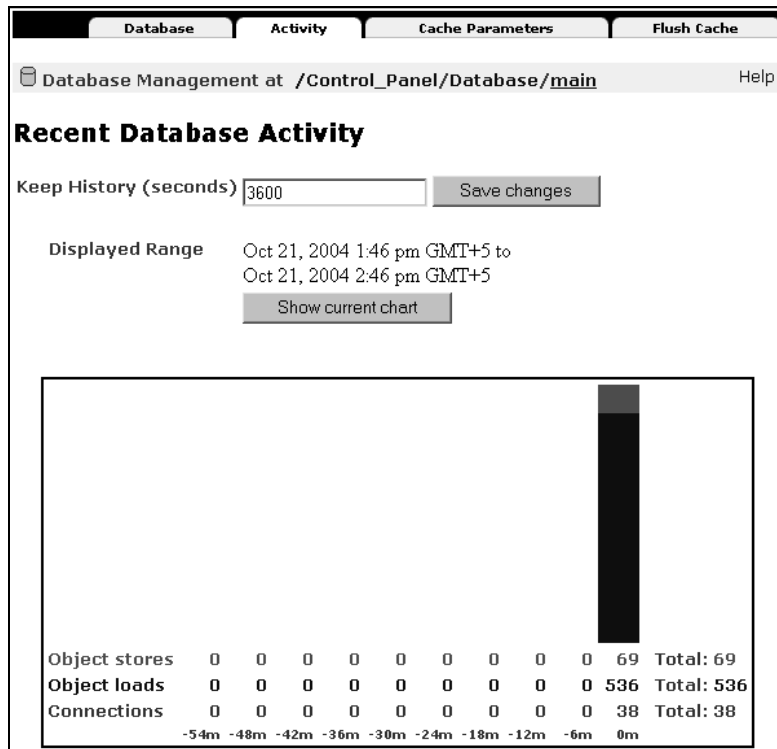 Database Activity Cache Parameters Flush Cache
Database Management at /Control_Panel/Database/main Help
Recent Database Activity
Keep History (seconds) 3600 Save changes
Displayed Range Oct 21, 2004 1:46 pm GMT+5 to
Oct 21, 2004 2:46 pm GMT+5
Show current chart
Object stores 0 0 0 0 0 0 0 0 0 69 Total: 69
Object loads 0 0 0 0 0 0 0 0 0 536 Total: 536
Connections 0 0 0 0 0 0 0 0 0 38 Total: 38
-54m -48m -42m -36m -30m -24m -18m -12m -6m 0m